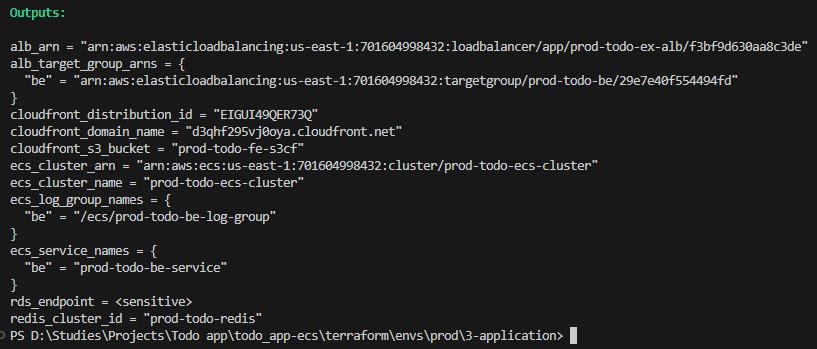 Outputs:
alb_arn = "arn:aws:elasticloadbalancing:us-east-1:701604998432:loadbalancer/app/prod-todo-ex-alb/f3bf9d630aa8c3de"
alb_target_group_arns = {
  "be" = "arn:aws:elasticloadbalancing:us-east-1:701604998432:targetgroup/prod-todo-be/29e7e40f554494fd"
}
cloudfront_distribution_id = "EIGUI49QER73Q"
cloudfront_domain_name = "d3qhf295vj0oya.cloudfront.net"
cloudfront_s3_bucket = "prod-todo-fe-s3cf"
ecs_cluster_arn = "arn:aws:ecs:us-east-1:701604998432:cluster/prod-todo-ecs-cluster"
ecs_cluster_name = "prod-todo-ecs-cluster"
ecs_log_group_names = {
  "be" = "/ecs/prod-todo-be-log-group"
}
ecs_service_names = {
  "be" = "prod-todo-be-service"
}
rds_endpoint = <sensitive>
redis_cluster_id = "prod-todo-redis"
PS D:\Studies\Projects\Todo app\todo_app-ecs\terraform\envs\prod\3-application>